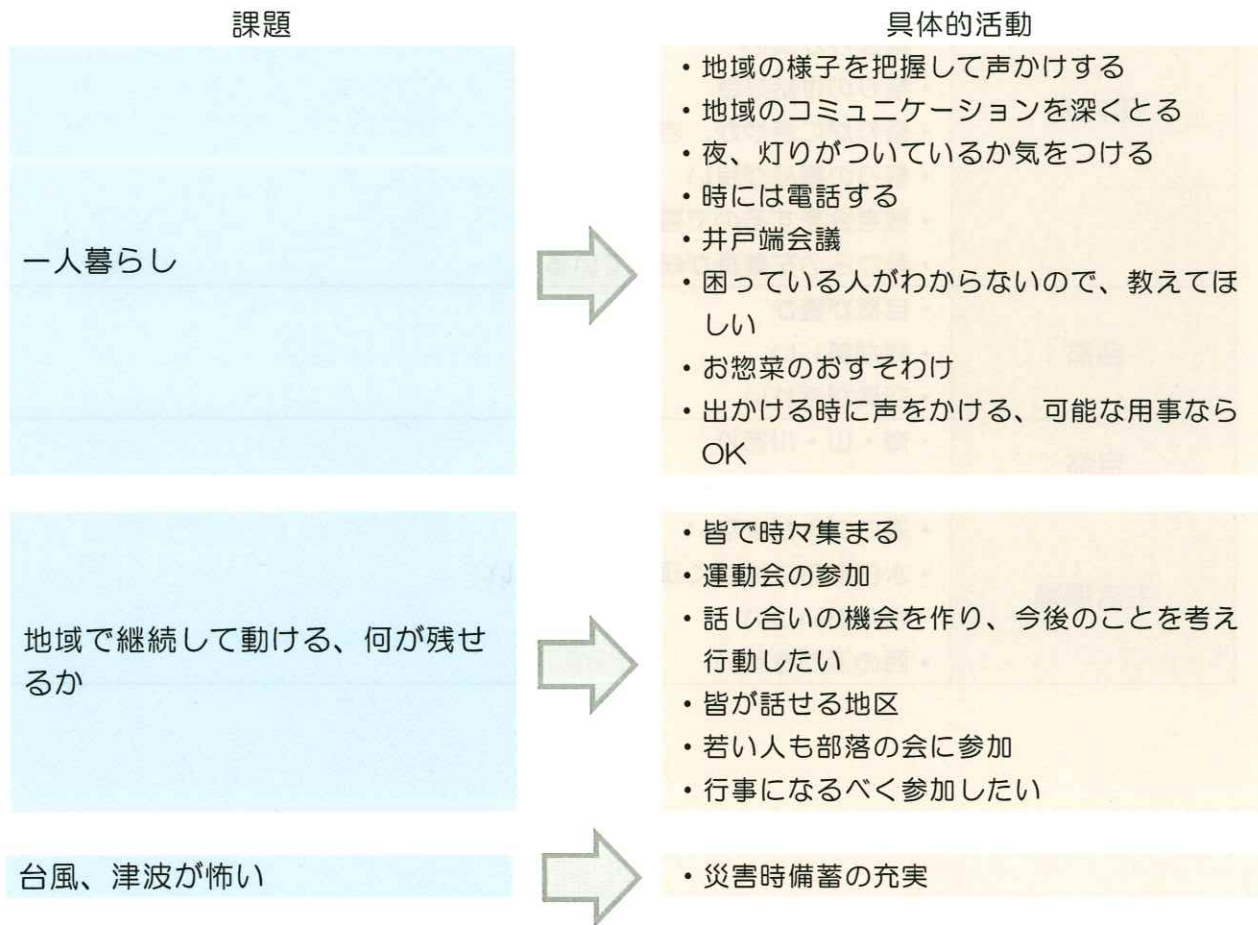 課題
具体的活動
一人暮らし
・地域の様子を把握して声かけする
・地域のコミュニケーションを深くとる
・夜、灯りがついているか気をつける
・時には電話する
・井戸端会議
・困っている人がわからないので、教えてほ
しい
・お惣菜のおすそわけ
・出かける時に声をかける、可能な用事なら
OK
地域で継続して動ける、何が残せ
るか
・皆で時々集まる
・運動会の参加
・話し合いの機会を作り、今後のことを考え
行動したい
・皆が話せる地区
・若い人も部落の会に参加
・行事になるべく参加したい
台風、津波が怖い
・災害時備蓄の充実